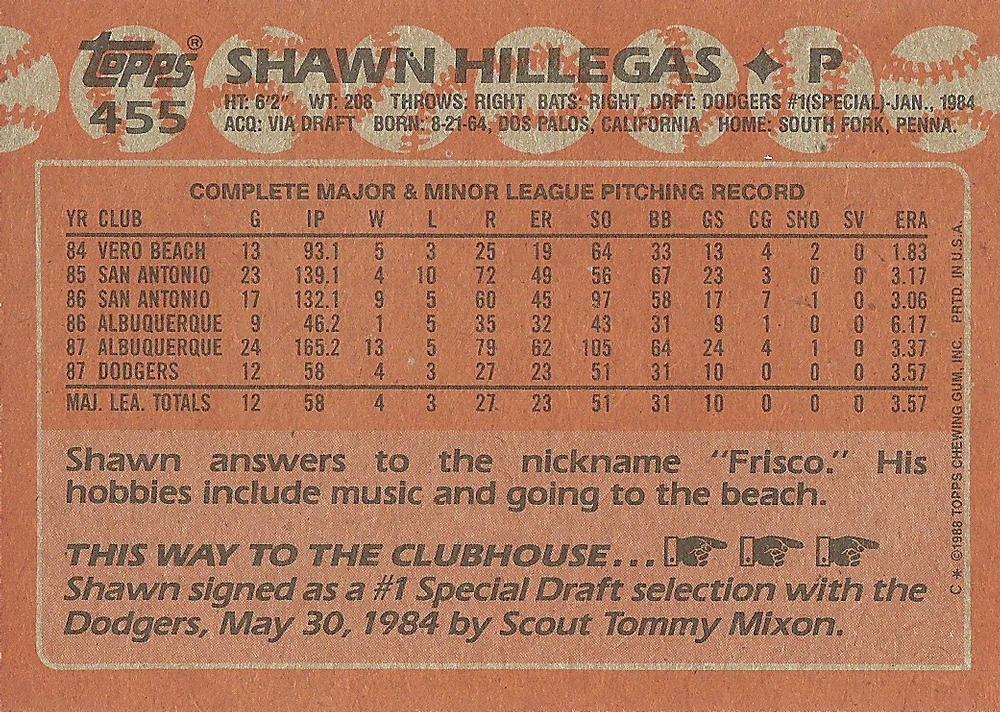 Topps® SHAWN HILLEGAS ♦ P
455
HT: 6'2" WT: 208 THROWS: RIGHT BATS: RIGHT DRFT: DODGERS #1(SPECIAL)-JAN., 1984
ACQ: VIA DRAFT BORN: 8-21-64, DOS PALOS, CALIFORNIA HOME: SOUTH FORK, PENNA.
COMPLETE MAJOR & MINOR LEAGUE PITCHING RECORD
YR CLUB G IP W L R ER SO BB GS CG SHO SV ERA
84 VERO BEACH 13 93.1 5 3 25 19 64 33 13 4 2 0 1.83
85 SAN ANTONIO 23 139.1 4 10 72 49 56 67 23 3 0 0 3.17
86 SAN ANTONIO 17 132.1 9 5 60 45 97 58 17 7 1 0 3.06
86 ALBUQUERQUE 9 46.2 1 5 35 32 43 31 9 1 0 0 6.17
87 ALBUQUERQUE 24 165.2 13 5 79 62 105 64 24 4 1 0 3.37
87 DODGERS 12 58 4 3 27 23 51 31 10 0 0 0 3.57
MAJ. LEA. TOTALS 12 58 4 3 27 23 51 31 10 0 0 0 3.57
Shawn answers to the nickname "Frisco." His
hobbies include music and going to the beach.
THIS WAY TO THE CLUBHOUSE...
Shawn signed as a #1 Special Draft selection with the
Dodgers, May 30, 1984 by Scout Tommy Mixon.
C * ©1988 TOPPS CHEWING GUM, INC. PRTD. IN U.S.A.